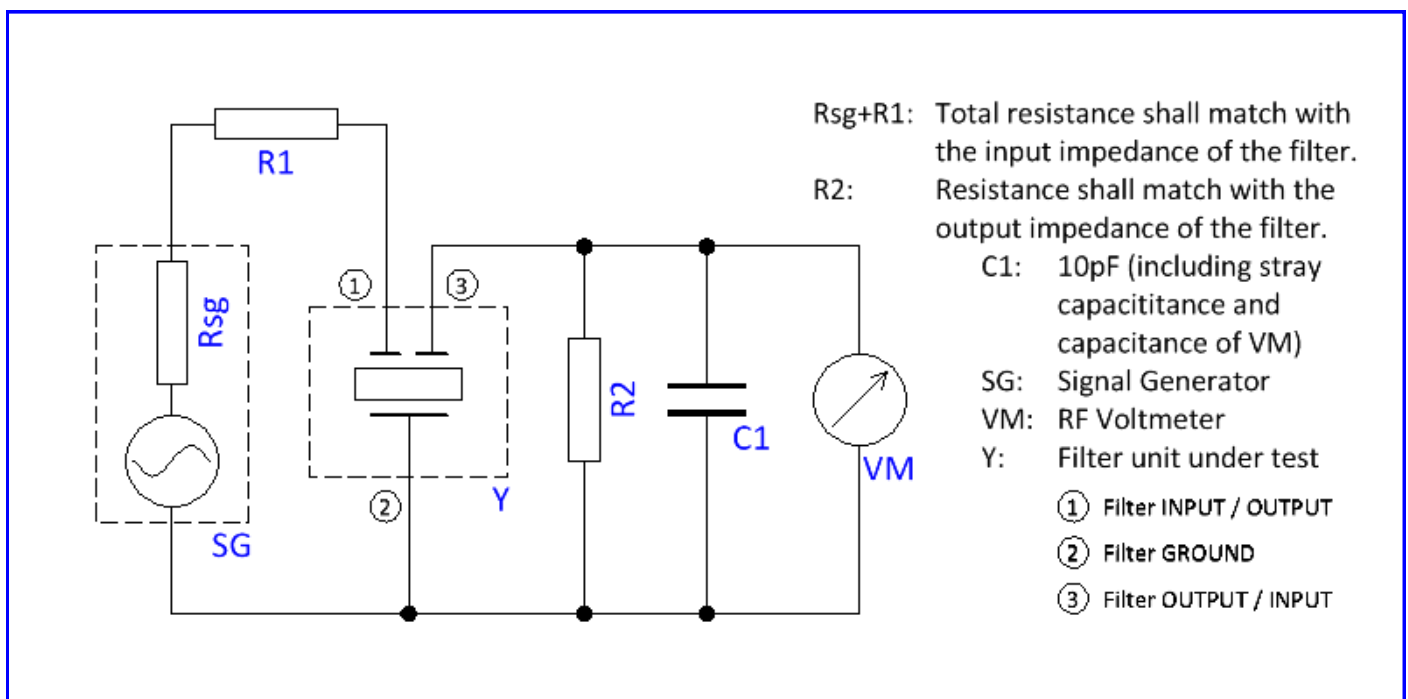 R1
Rsg
SG
①
③
②
Y
R2
C1
VM
Rsg+R1: Total resistance shall match with
the input impedance of the filter.
R2: Resistance shall match with the
output impedance of the filter.
C1: 10pF (including stray
capacititance and
capacitance of VM)
SG: Signal Generator
VM: RF Voltmeter
Y: Filter unit under test
① Filter INPUT / OUTPUT
② Filter GROUND
③ Filter OUTPUT / INPUT